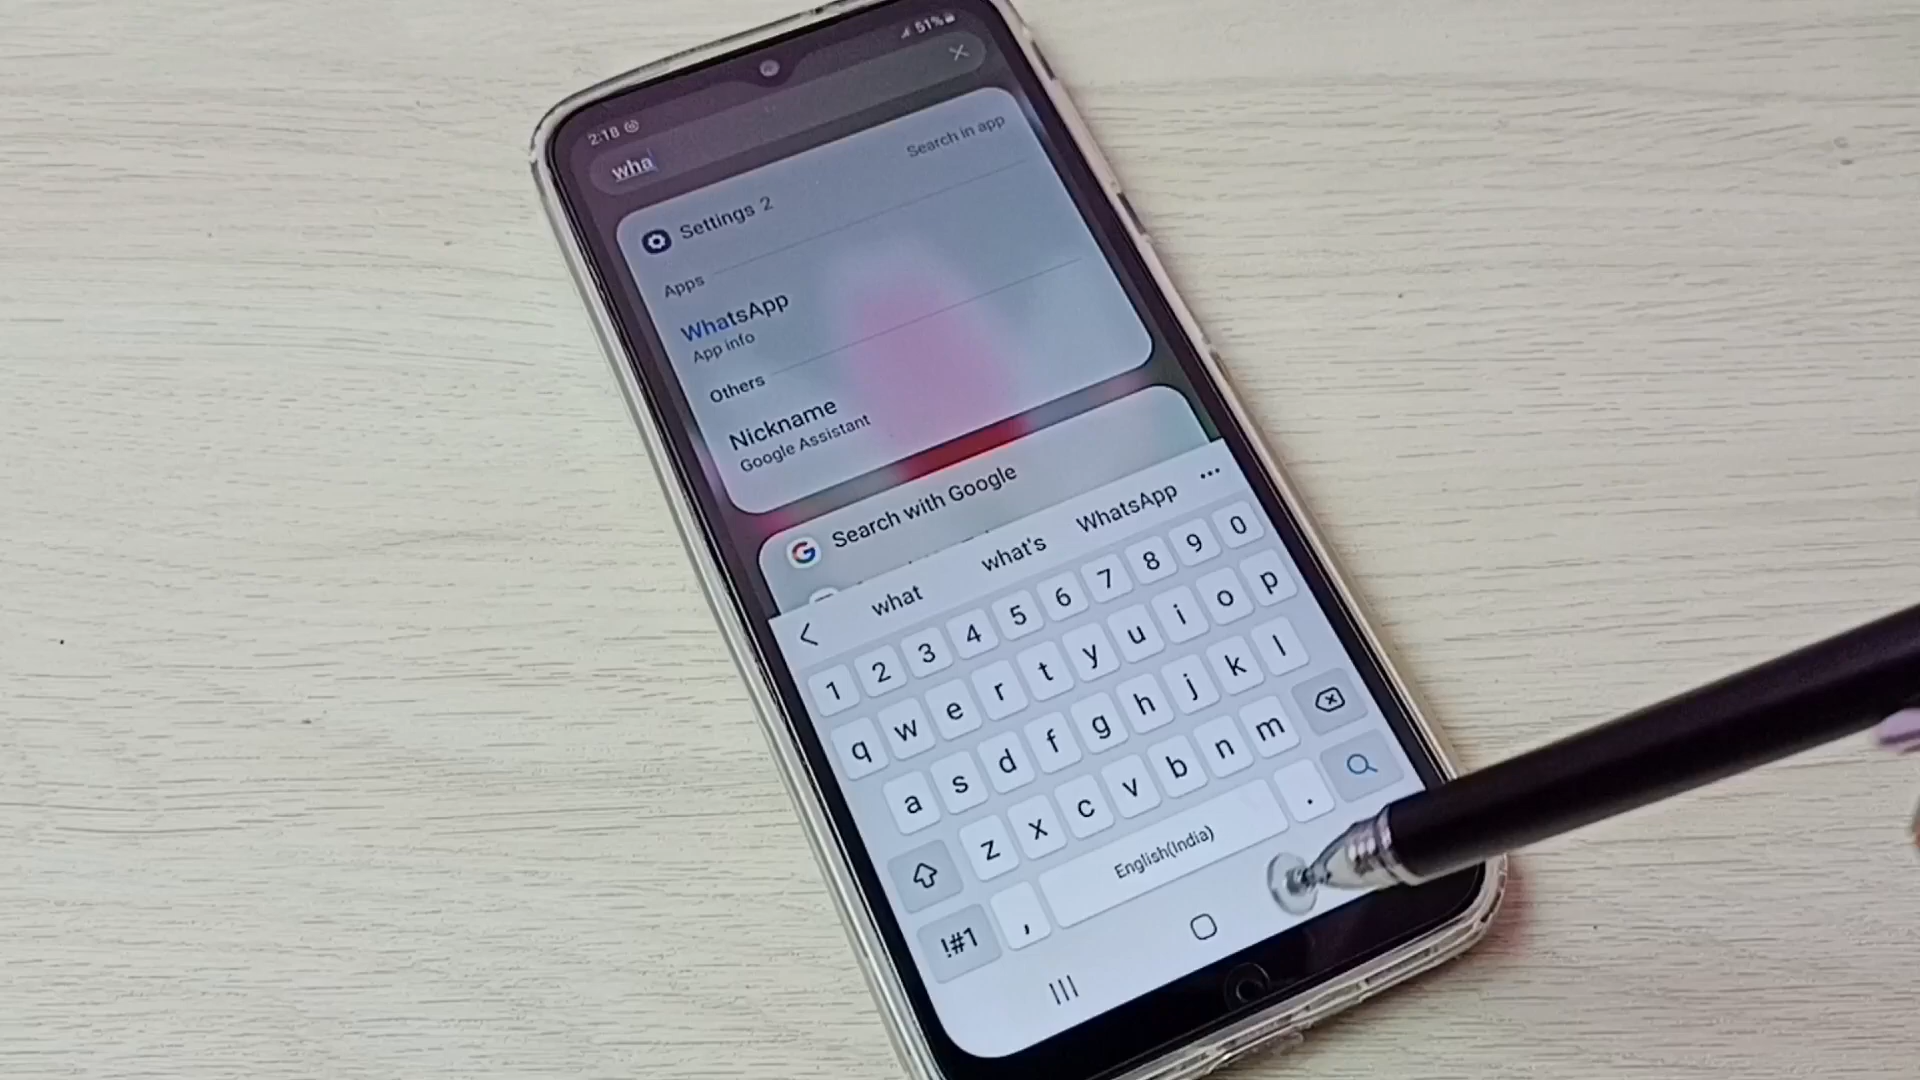 2:18 51%
wha
Settings 2 Search in app
Apps
WhatsApp
App info
Others
Nickname
Google Assistant
Search with Google
what what's WhatsApp
1 2 3 4 5 6 7 8 9 0
q w e r t y u i o p
a s d f g h j k l
z x c v b n m
!#1 , English(India) .